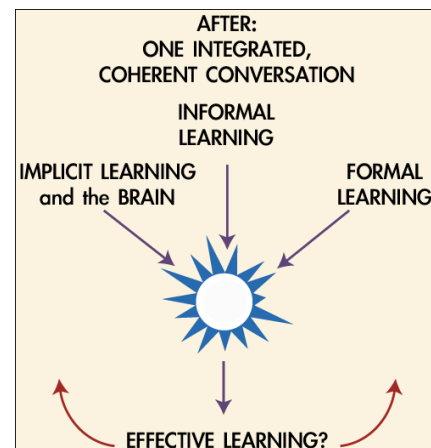 AFTER:
ONE INTEGRATED,
COHERENT CONVERSATION
INFORMAL
LEARNING
IMPLICIT LEARNING
and the BRAIN
FORMAL
LEARNING
EFFECTIVE LEARNING?